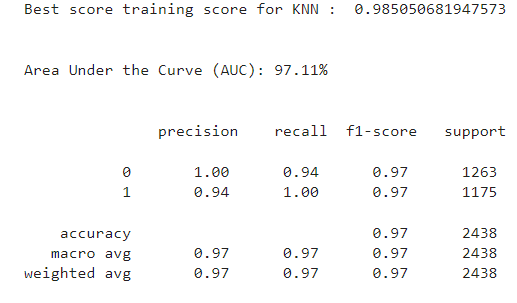 Best score training score for KNN :  0.985050681947573
Area Under the Curve (AUC): 97.11%
precision    recall  f1-score   support
0       1.00      0.94      0.97      1263
1       0.94      1.00      0.97      1175
accuracy                           0.97      2438
macro avg       0.97      0.97      0.97      2438
weighted avg       0.97      0.97      0.97      2438